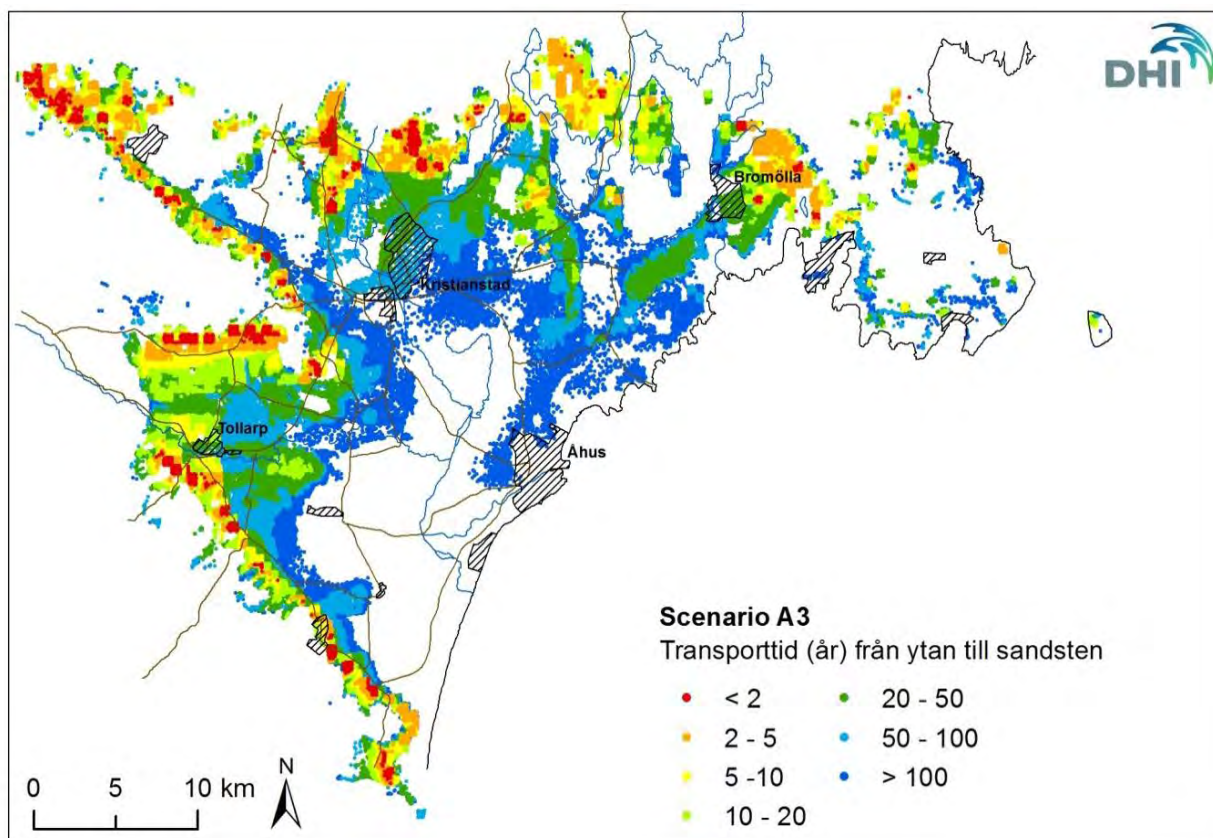 DHI
Bromölla
Kristianstad
Tollarp
Åhus
Scenario A3
Transporttid (år) från ytan till sandsten
< 2
20 - 50
2 - 5
50 - 100
5 -10
> 100
10 - 20
N
0 5 10 km